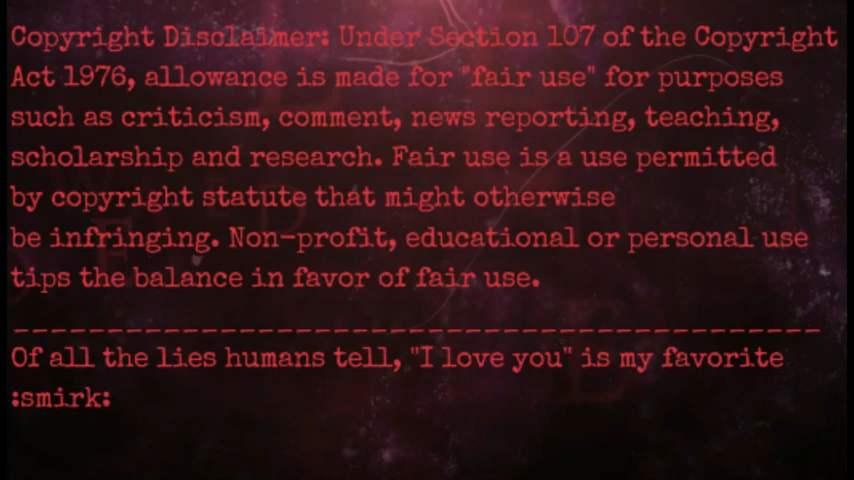 Copyright Disclaimer: Under Section 107 of the Copyright
Act 1976, allowance is made for "fair use" for purposes
such as criticism, comment, news reporting, teaching,
scholarship and research. Fair use is a use permitted
by copyright statute that might otherwise
be infringing. Non-profit, educational or personal use
tips the balance in favor of fair use.
____________________________________________
Of all the lies humans tell, "I love you" is my favorite
:smirk: